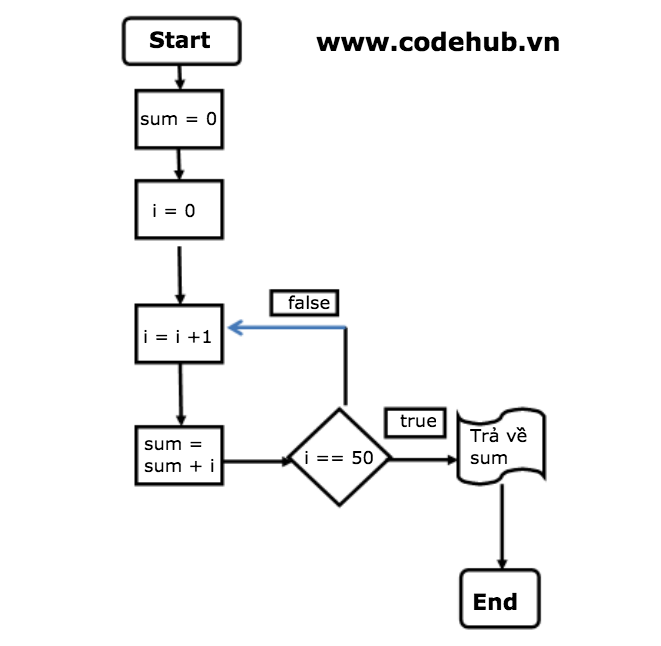 Start
www.codehub.vn
sum = 0
i = 0
false
i = i +1
true
sum =
sum + i
i == 50
Trả về
sum
End